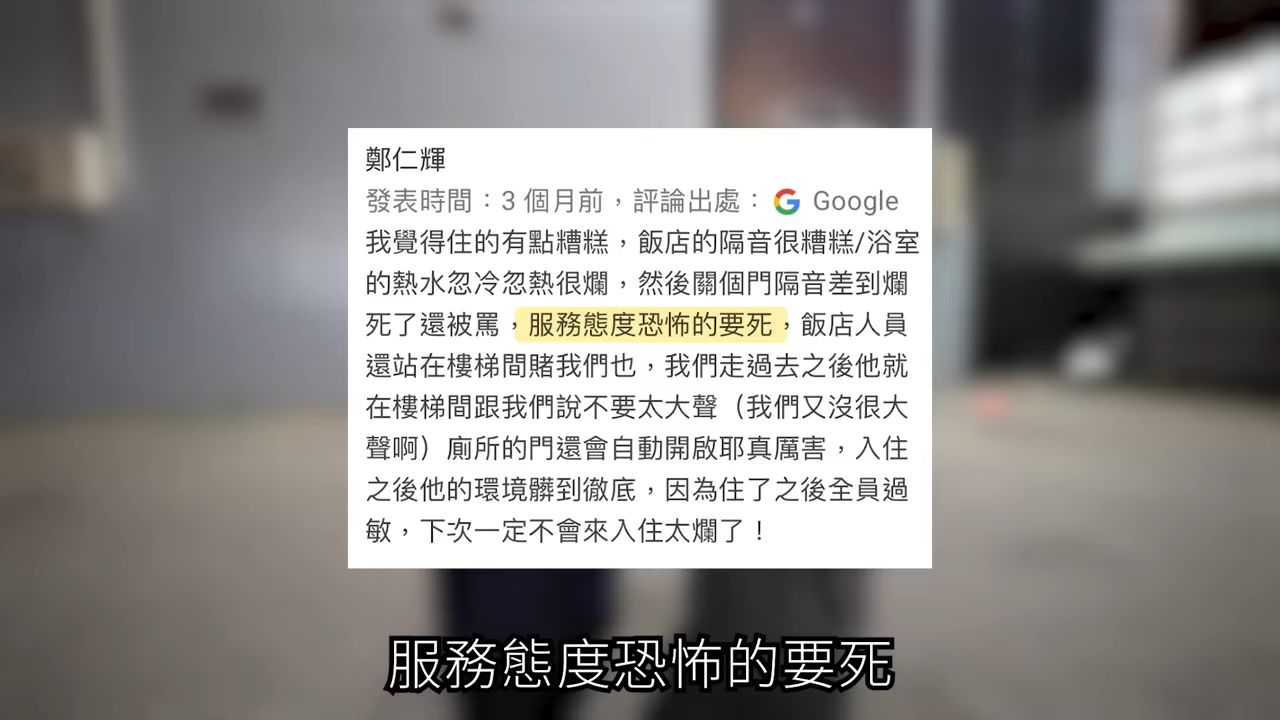 鄭仁輝
發表時間：3 個月前，評論出處： Google
我覺得住的有點糟糕，飯店的隔音很糟糕/浴室
的熱水忽冷忽熱很爛，然後關個門隔音差到爛
死了還被罵，服務態度恐怖的要死，飯店人員
還站在樓梯間賭我們也，我們走過去之後他就
在樓梯間跟我們說不要太大聲（我們又沒很大
聲啊）廁所的門還會自動開啟耶真厲害，入住
之後他的環境髒到徹底，因為住了之後全員過
敏，下次一定不會來入住太爛了！
服務態度恐怖的要死